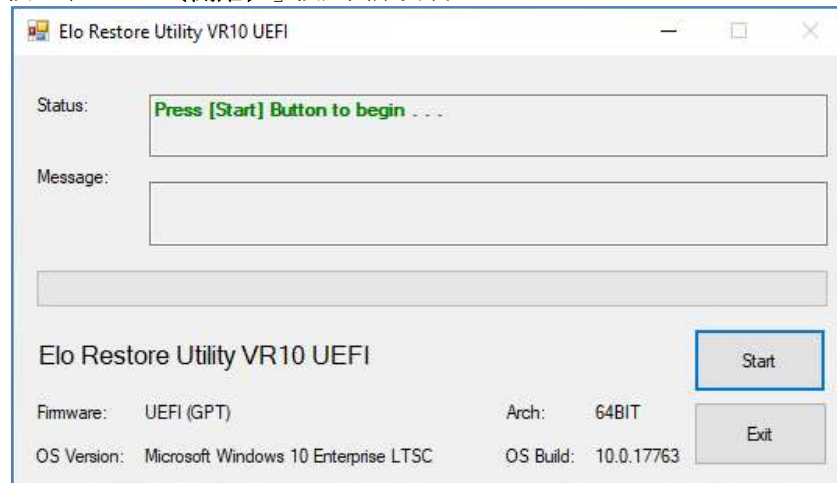 Elo Restore Utility VR10 UEFI
Status:
Press [Start] Button to begin . . .
Message:
Elo Restore Utility VR10 UEFI
Start
Firmware: UEFI (GPT) Arch: 64BIT
Exit
OS Version: Microsoft Windows 10 Enterprise LTSC OS Build: 10.0.17763